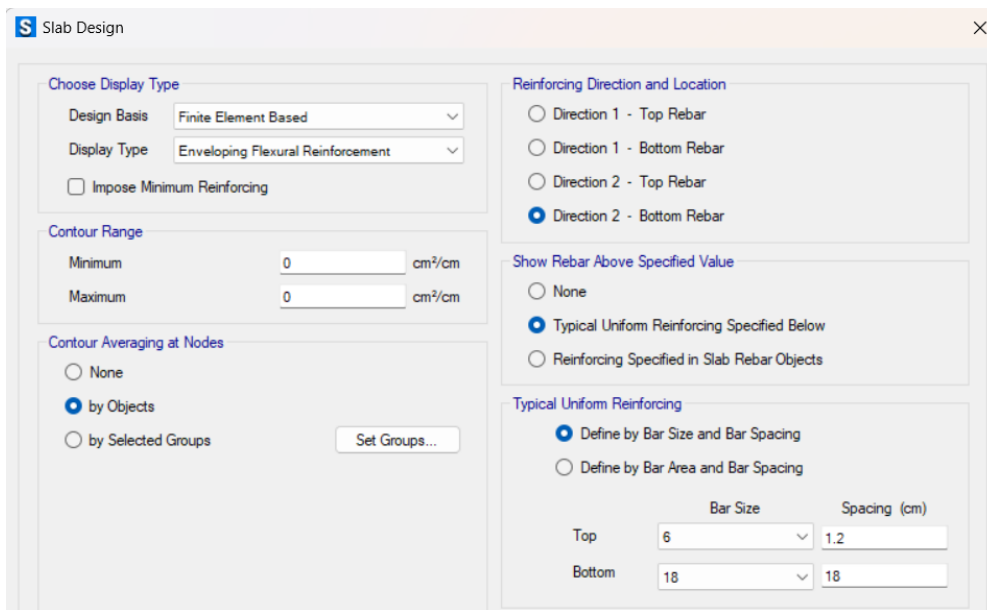 S Slab Design
Choose Display Type
Design Basis Finite Element Based
Display Type Enveloping Flexural Reinforcement
Impose Minimum Reinforcing
Contour Range
Minimum 0 cm²/cm
Maximum 0 cm²/cm
Contour Averaging at Nodes
None
by Objects
by Selected Groups Set Groups...
Reinforcing Direction and Location
Direction 1 - Top Rebar
Direction 1 - Bottom Rebar
Direction 2 - Top Rebar
Direction 2 - Bottom Rebar
Show Rebar Above Specified Value
None
Typical Uniform Reinforcing Specified Below
Reinforcing Specified in Slab Rebar Objects
Typical Uniform Reinforcing
Define by Bar Size and Bar Spacing
Define by Bar Area and Bar Spacing
Bar Size Spacing (cm)
Top 6 1.2
Bottom 18 18